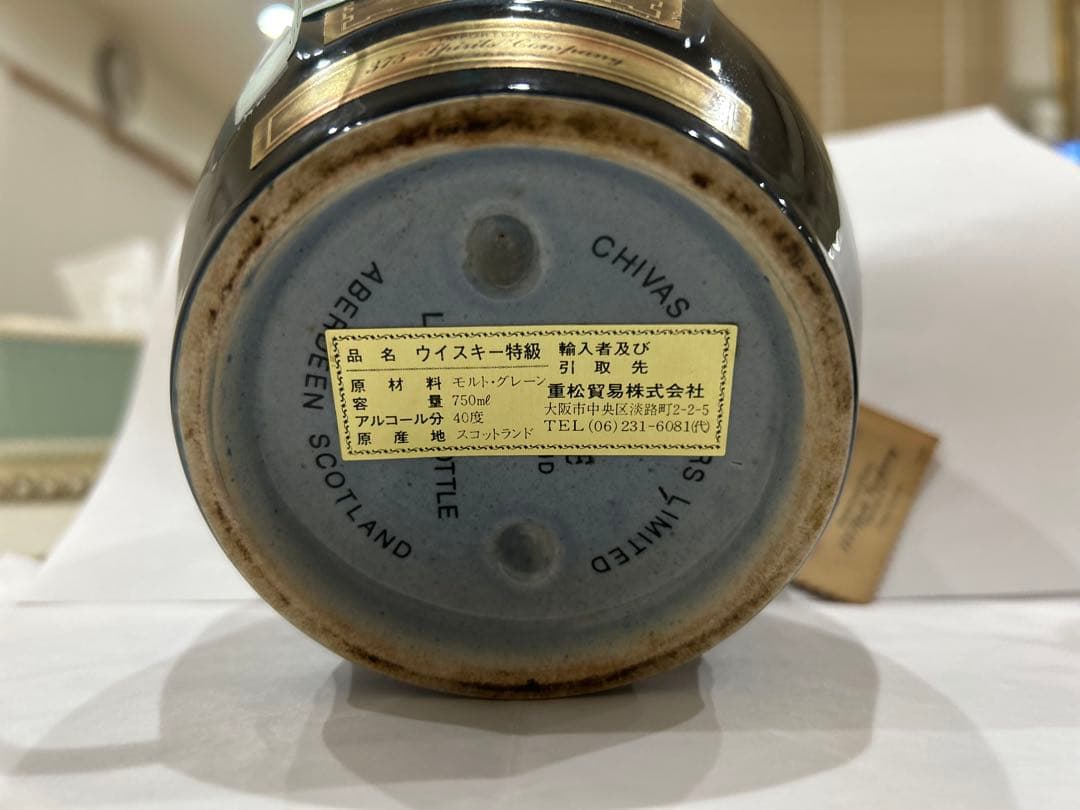 IMPORTED BY
375 Spirits Company
CHIVAS
RS LIMITED
ABERDEEN SCOTLAND
品名 ウイスキー特級
原材料 モルト・グレーン
容量 750㎖
アルコール分 40度
原産地 スコットランド
輸入者及び
引取先
重松貿易株式会社
大阪市中央区淡路町2-2-5
TEL (06) 231-6081(代)
OTTLE